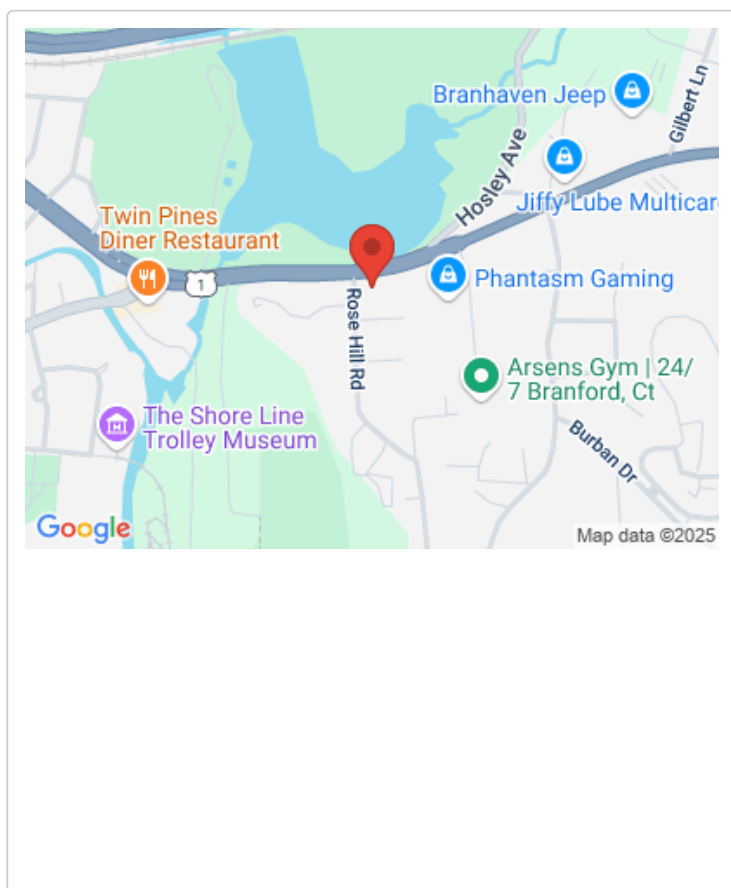 Branhaven Jeep
Gilbert Ln
Hosley Ave
Jiffy Lube Multicar
Twin Pines
Diner Restaurant
1
Phantasm Gaming
Rose Hill Rd
Arsens Gym | 24/
7 Branford, Ct
The Shore Line
Trolley Museum
Burban Dr
Google
Map data ©2025